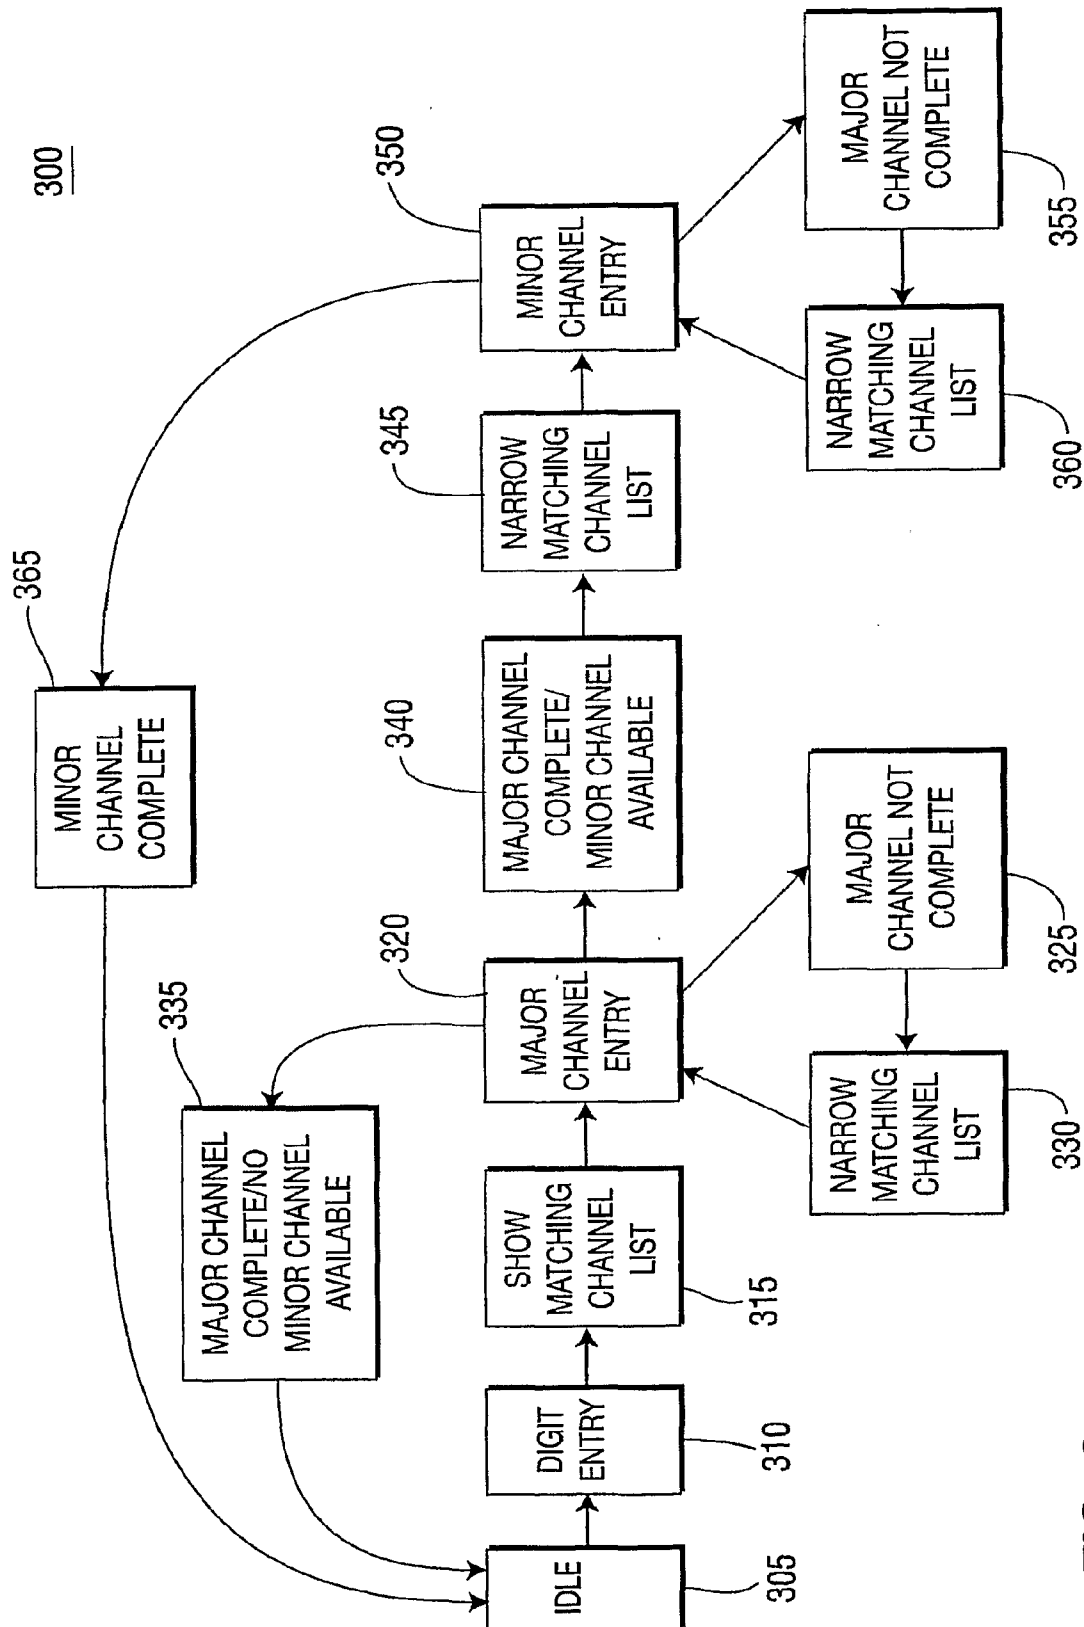 300
365
MINOR
CHANNEL
COMPLETE
335
MAJOR CHANNEL
COMPLETE/NO
MINOR CHANNEL
AVAILABLE
IDLE
305
DIGIT
ENTRY
310
SHOW
MATCHING
CHANNEL
LIST
315
320
MAJOR
CHANNEL
ENTRY
340
MAJOR CHANNEL
COMPLETE/
MINOR CHANNEL
AVAILABLE
345
NARROW
MATCHING
CHANNEL
LIST
350
MINOR
CHANNEL
ENTRY
NARROW
MATCHING
CHANNEL
LIST
330
MAJOR
CHANNEL NOT
COMPLETE
325
NARROW
MATCHING
CHANNEL
LIST
360
MAJOR
CHANNEL NOT
COMPLETE
355